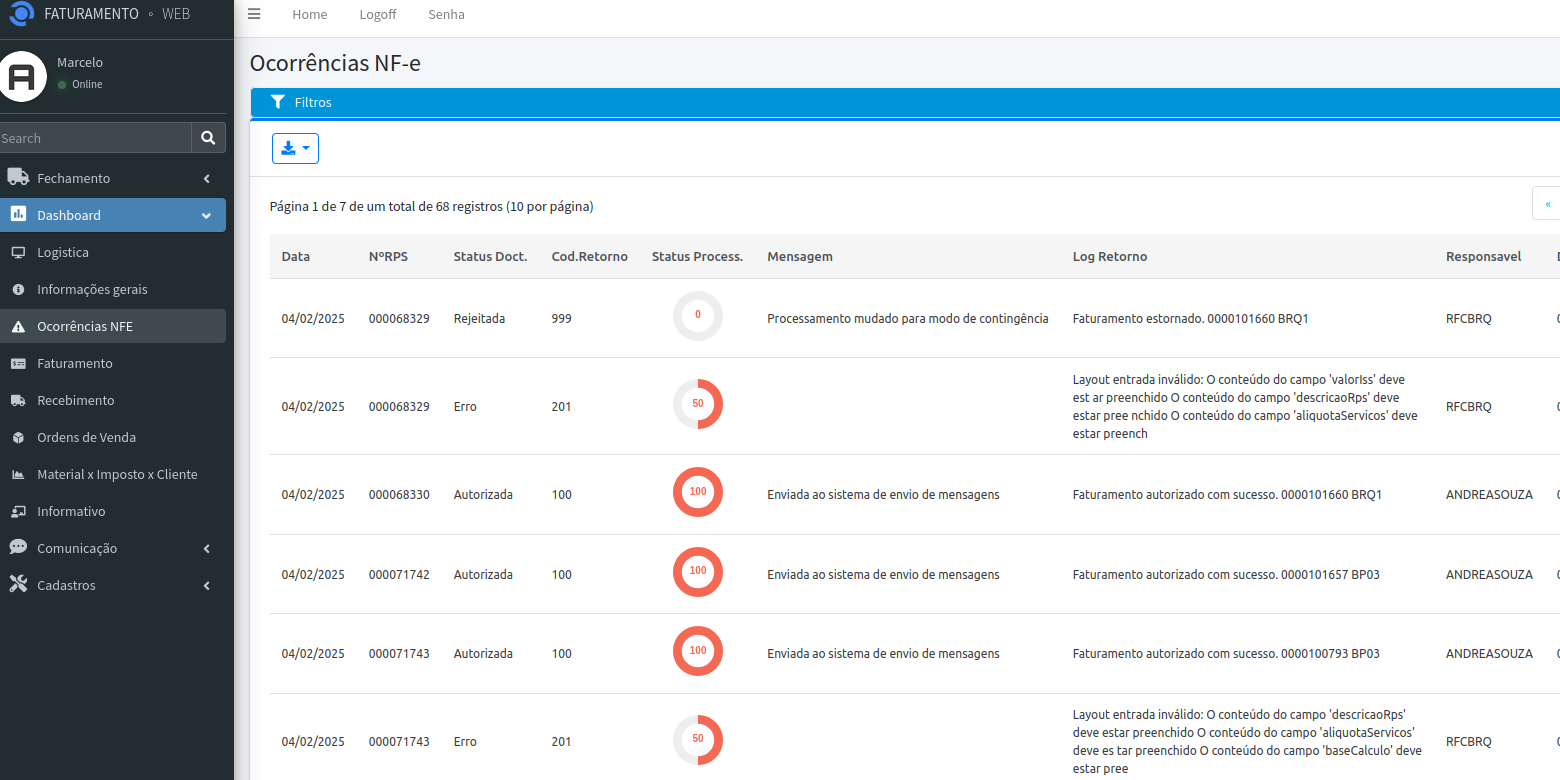 FATURAMENTO • WEB
Home Logoff Senha
Marcelo
Online
Search
Fechamento
Dashboard
Logistica
Informações gerais
Ocorrências NFE
Faturamento
Recebimento
Ordens de Venda
Material x Imposto x Cliente
Informativo
Comunicação
Cadastros
Ocorrências NF-e
Filtros
Página 1 de 7 de um total de 68 registros (10 por página)
«
Data NºRPS Status Doct. Cod.Retorno Status Process. Mensagem Log Retorno Responsavel
04/02/2025 000068329 Rejeitada 999 0 Processamento mudado para modo de contingência Faturamento estornado. 0000101660 BRQ1 RFCBRQ
04/02/2025 000068329 Erro 201 50 Layout entrada inválido: O conteúdo do campo 'valorIss' deve
est ar preenchido O conteúdo do campo 'descricaoRps' deve
estar pree nchido O conteúdo do campo 'aliquotaServicos' deve
estar preench
RFCBRQ
04/02/2025 000068330 Autorizada 100 100 Enviada ao sistema de envio de mensagens Faturamento autorizado com sucesso. 0000101660 BRQ1 ANDREASOUZA
04/02/2025 000071742 Autorizada 100 100 Enviada ao sistema de envio de mensagens Faturamento autorizado com sucesso. 0000101657 BP03 ANDREASOUZA
04/02/2025 000071743 Autorizada 100 100 Enviada ao sistema de envio de mensagens Faturamento autorizado com sucesso. 0000100793 BP03 ANDREASOUZA
04/02/2025 000071743 Erro 201 50 Layout entrada inválido: O conteúdo do campo 'descricaoRps'
deve estar preenchido O conteúdo do campo 'aliquotaServicos'
deve es tar preenchido O conteúdo do campo 'baseCalculo' deve
estar pree
RFCBRQ